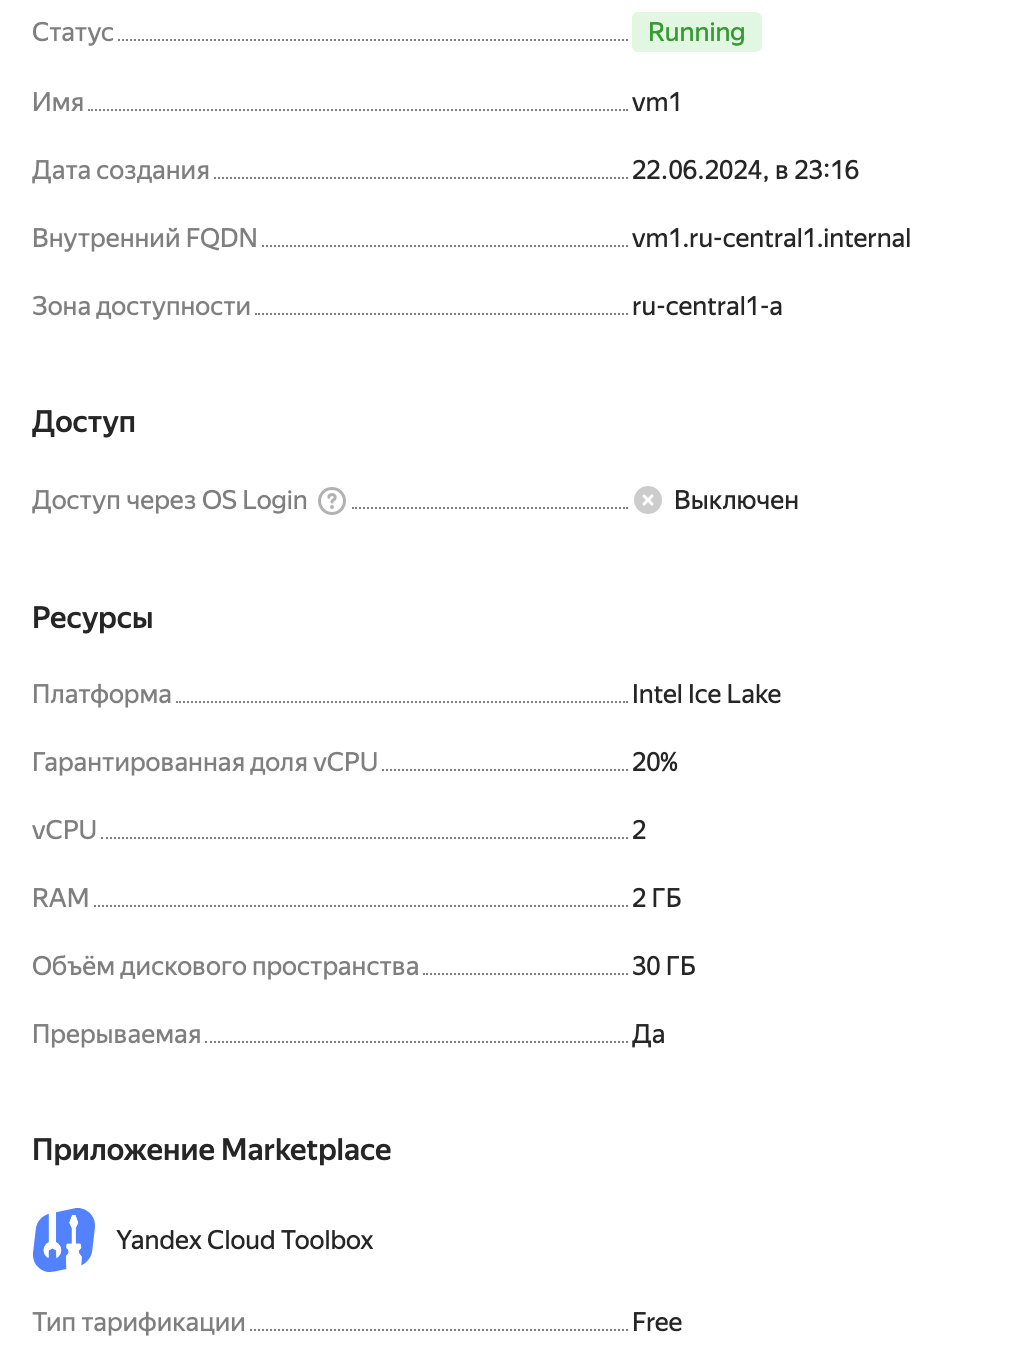 Статус Running
Имя vm1
Дата создания 22.06.2024, в 23:16
Внутренний FQDN vm1.ru-central1.internal
Зона доступности ru-central1-a
Доступ
Доступ через OS Login ? Выключен
Ресурсы
Платформа Intel Ice Lake
Гарантированная доля vCPU 20%
vCPU 2
RAM 2 ГБ
Объём дискового пространства 30 ГБ
Прерываемая Да
Приложение Marketplace
Yandex Cloud Toolbox
Тип тарификации Free